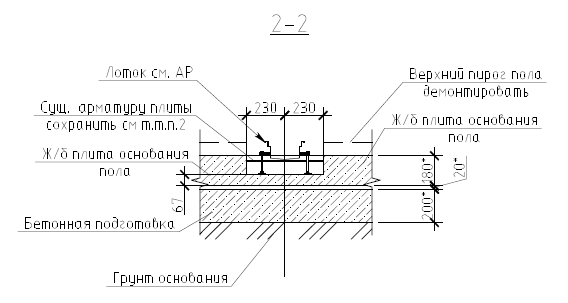 2-2
Лоток см. АР
Верхний пирог пола
демонтировать
Сущ. арматуру плиты
сохранить см т.т.п.2
230 230
Ж/б плита основания
пола
Ж/б плита основания
пола
67
180*
20*
200*
Бетонная подготовка
Грунт основания